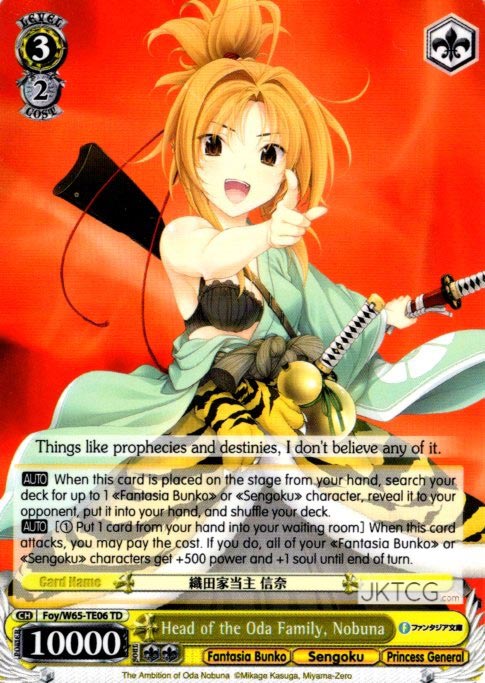 LEVEL
3
2
COST
Things like prophecies and destinies, I don't believe any of it.
AUTO When this card is placed on the stage from your hand, search your
deck for up to 1 «Fantasia Bunko» or «Sengoku» character, reveal it to your
opponent, put it into your hand, and shuffle your deck.
AUTO [① Put 1 card from your hand into your waiting room] When this card
attacks, you may pay the cost. If you do, all of your «Fantasia Bunko» or
«Sengoku» characters get +500 power and +1 soul until end of turn.
Card Name 織田家当主 信奈
JKTCG.com
CH Foy/W65-TE06 TD
POWER 10000 SOUL Head of the Oda Family, Nobuna ファンタジア文庫
Fantasia Bunko Sengoku Princess General
The Ambition of Oda Nobuna ©Mikage Kasuga, Miyama-Zero